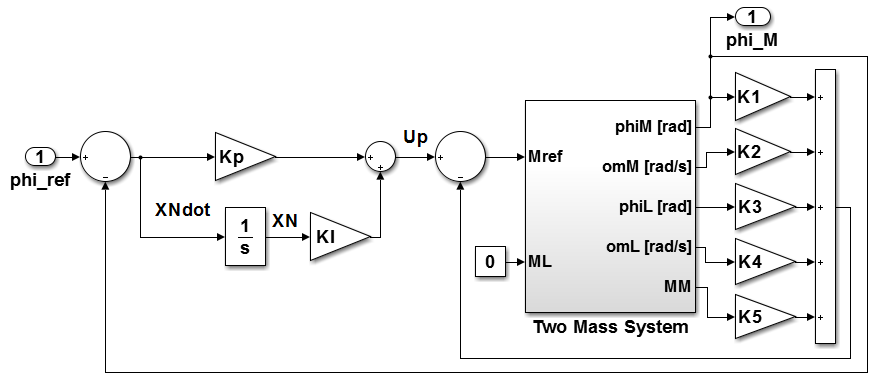 1
phi_M
K1
phiM [rad]
Up
Kp
Mref
omM [rad/s]
K2
1
phi_ref
phiL [rad]
K3
XNdot
XN
1
s
KI
omL [rad/s]
K4
0
ML
MM
K5
Two Mass System